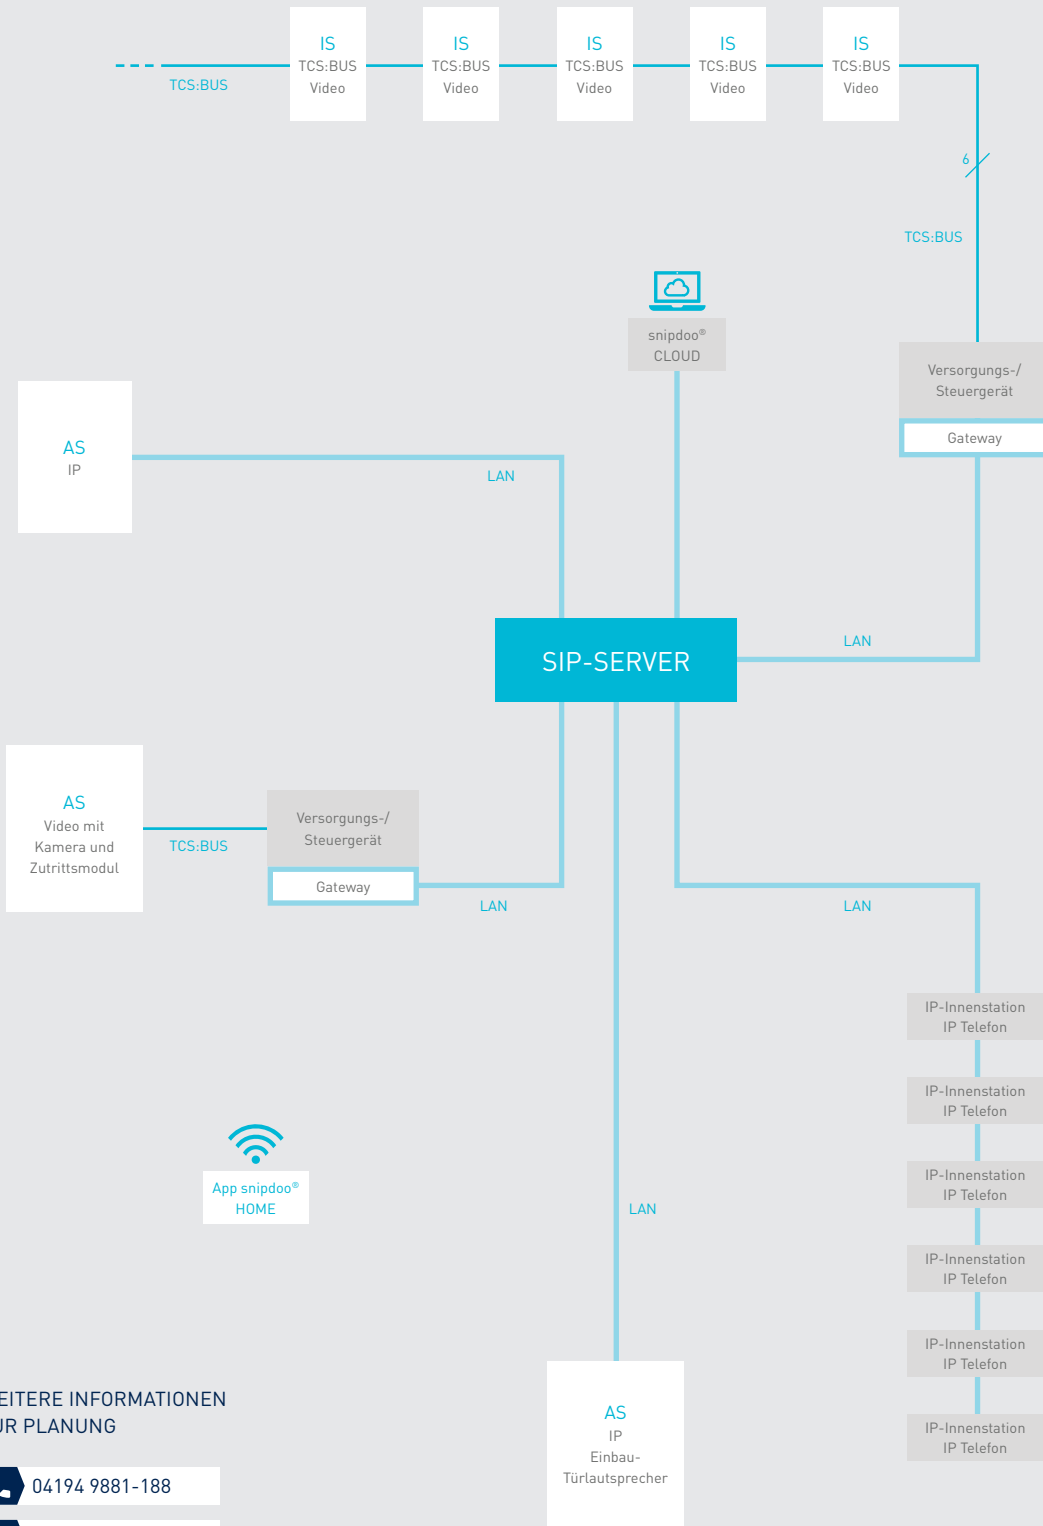 IS
TCS:BUS
Video
IS
TCS:BUS
Video
IS
TCS:BUS
Video
IS
TCS:BUS
Video
IS
TCS:BUS
Video
TCS:BUS
6
TCS:BUS
snipdoo®
CLOUD
Versorgungs-/
Steuergerät
Gateway
AS
IP
LAN
SIP-SERVER
LAN
AS
Video mit
Kamera und
Zutrittsmodul
TCS:BUS
Versorgungs-/
Steuergerät
Gateway
LAN
LAN
IP-Innenstation
IP Telefon
IP-Innenstation
IP Telefon
IP-Innenstation
IP Telefon
IP-Innenstation
IP Telefon
IP-Innenstation
IP Telefon
IP-Innenstation
IP Telefon
App snipdoo®
HOME
LAN
AS
IP
Einbau-
Türlautsprecher
EITERE INFORMATIONEN
UR PLANUNG
04194 9881-188